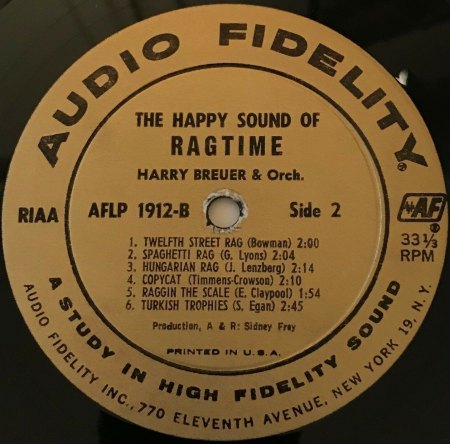 AUDIO FIDELITY®
THE HAPPY SOUND OF
RAGTIME
HARRY BREUER & Orch.
RIAA AFLP 1912-B Side 2
AF®
33⅓
RPM
1. TWELFTH STREET RAG (Bowman) 2:00
2. SPAGHETTI RAG (G. Lyons) 2:04
3. HUNGARIAN RAG (J. Lenzberg) 2:14
4. COPYCAT (Timmens-Crowson) 2:10
5. RAGGIN THE SCALE (E. Claypool) 1:54
6. TURKISH TROPHIES (S. Egan) 2:45
Production, A & R: Sidney Frey
PRINTED IN U.S.A.
A STUDY IN HIGH FIDELITY SOUND
AUDIO FIDELITY INC., 770 ELEVENTH AVENUE, NEW YORK 19, N. Y.